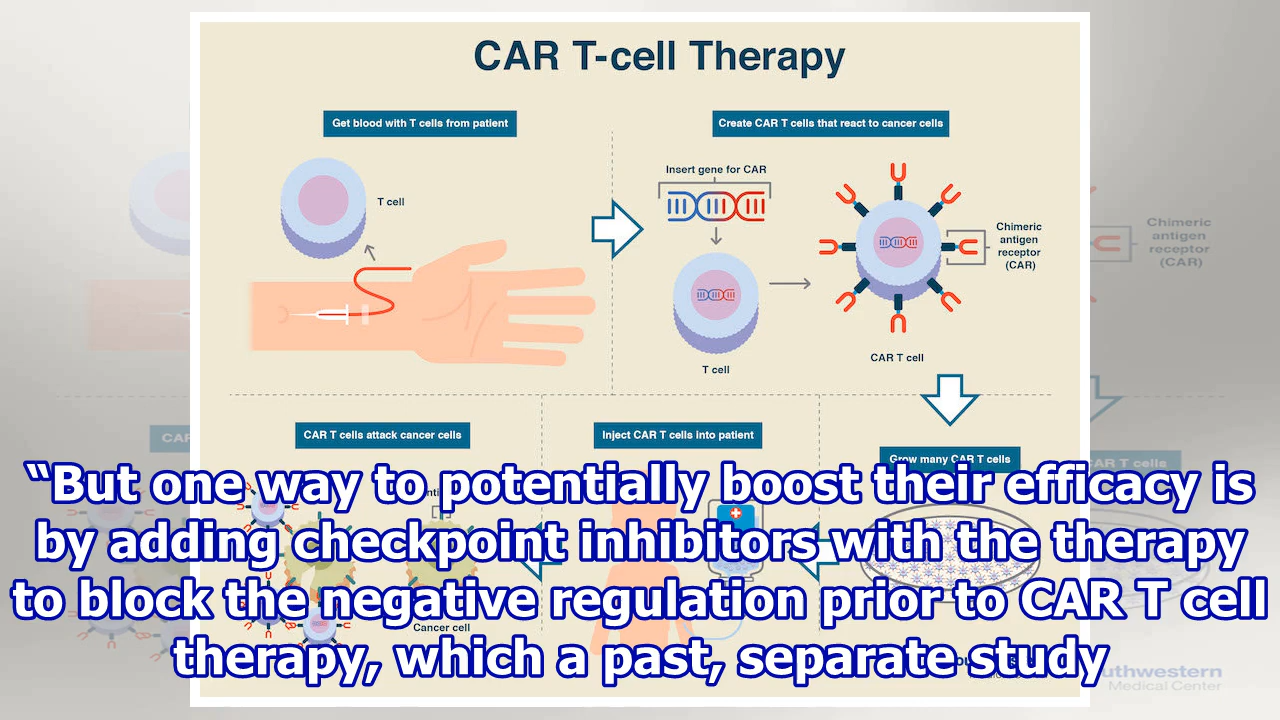 CAR T-cell Therapy
Get blood with T cells from patient
Create CAR T cells that react to cancer cells
Insert gene for CAR
T cell
Chimeric
antigen
receptor
(CAR)
Chimeric
antigen
receptor
(CAR)
CAR T cell
T cell
CAR T cells attack cancer cells
Inject CAR T cells into patient
Grow many CAR T cells
“But one way to potentially boost their efficacy is
by adding checkpoint inhibitors with the therapy
to block the negative regulation prior to CAR T cell
Cancer cell
therapy, which a past, separate study
Medical Center